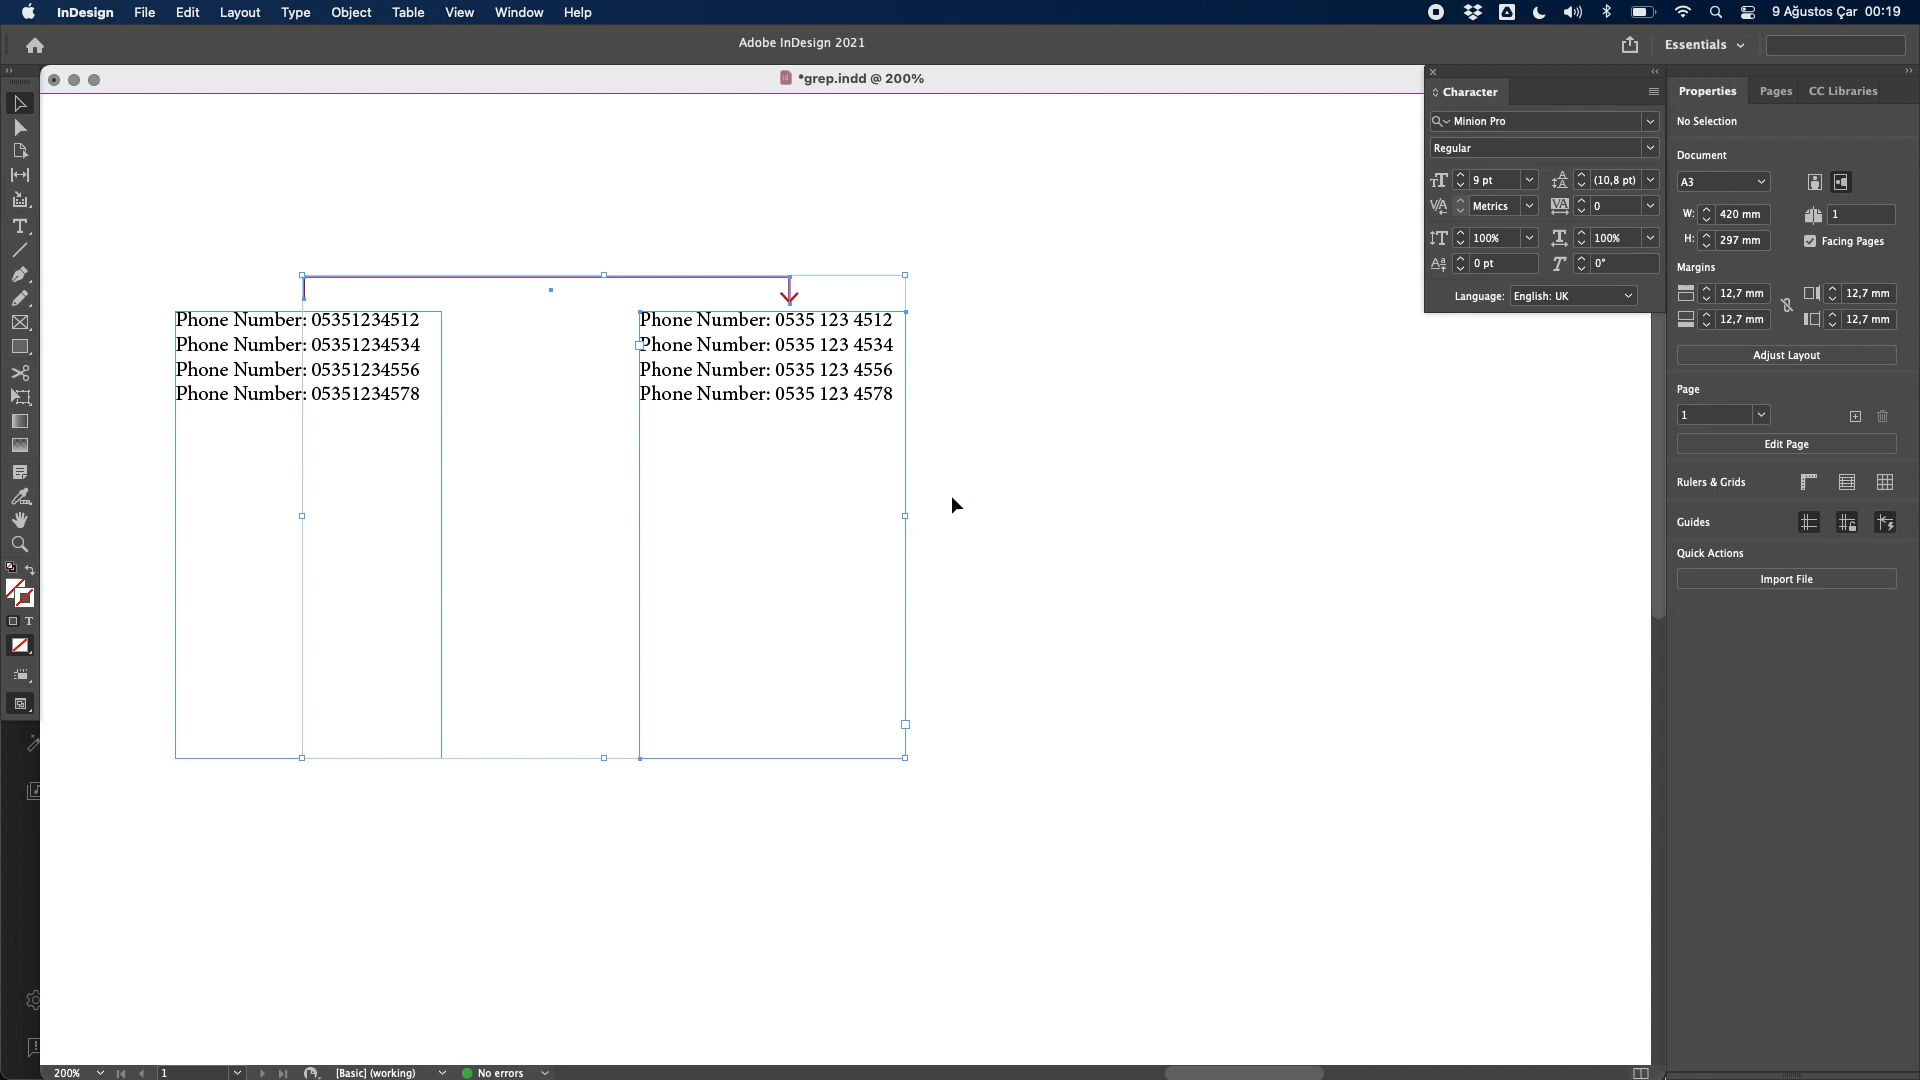 InDesign File Edit Layout Type Object Table View Window Help
9 Ağustos Çar 00:19
Adobe InDesign 2021
Essentials
*grep.indd @ 200%
Character
Minion Pro
Regular
9 pt
(10,8 pt)
Metrics
0
100%
100%
0 pt
0°
Language: English: UK
Properties Pages CC Libraries
No Selection
Document
A3
W: 420 mm
1
H: 297 mm
Facing Pages
Margins
12,7 mm
12,7 mm
12,7 mm
12,7 mm
Adjust Layout
Page
1
Edit Page
Rulers & Grids
Guides
Quick Actions
Import File
Phone Number: 05351234512
Phone Number: 05351234534
Phone Number: 05351234556
Phone Number: 05351234578
Phone Number: 0535 123 4512
Phone Number: 0535 123 4534
Phone Number: 0535 123 4556
Phone Number: 0535 123 4578
200%
1
[Basic] (working)
No errors